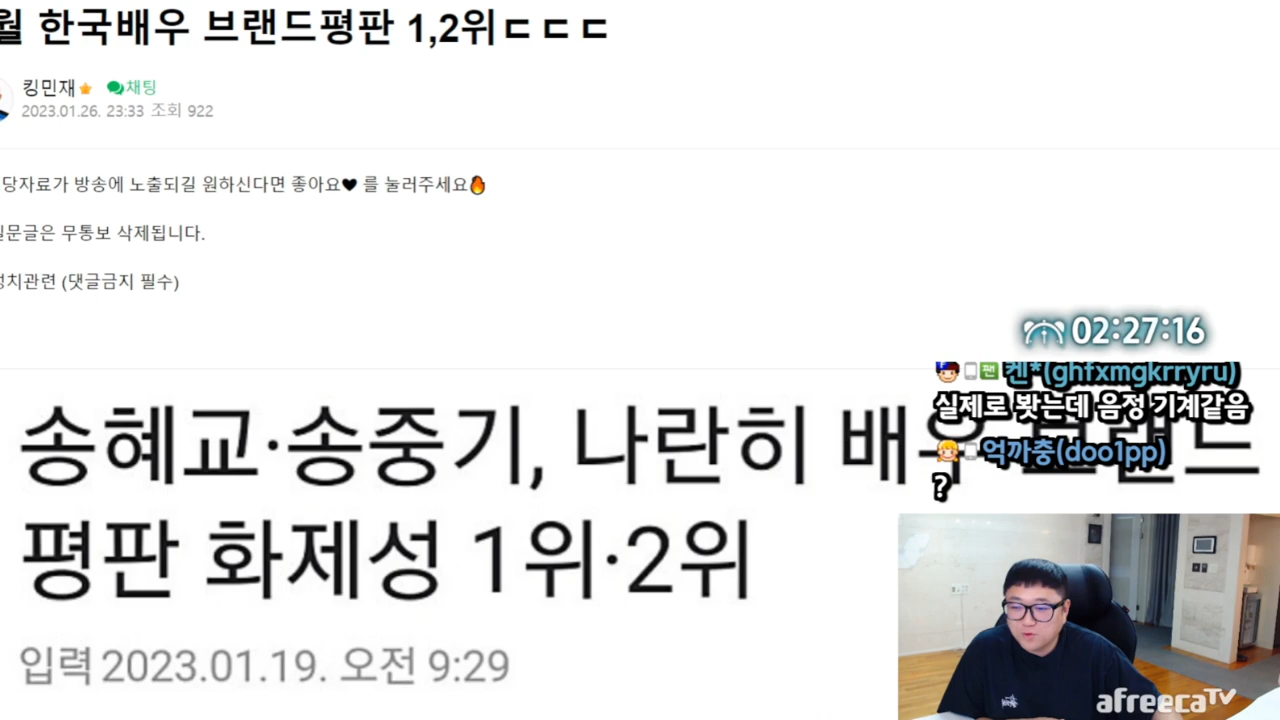 월 한국배우 브랜드평판 1,2위ㄷㄷㄷ
킹민재 채팅
2023.01.26. 23:33 조회 922
당자료가 방송에 노출되길 원하신다면 좋아요🖤 를 눌러주세요🔥
질문글은 무통보 삭제됩니다.
정치관련 (댓글금지 필수)
02:27:16
팬 켄*(ghfxmgkrryru)
실제로 봣는데 음정 기계같음
억까충(doo1pp)
?
송혜교·송중기, 나란히 배우 브랜드
평판 화제성 1위·2위
입력 2023.01.19. 오전 9:29
afreecaTV